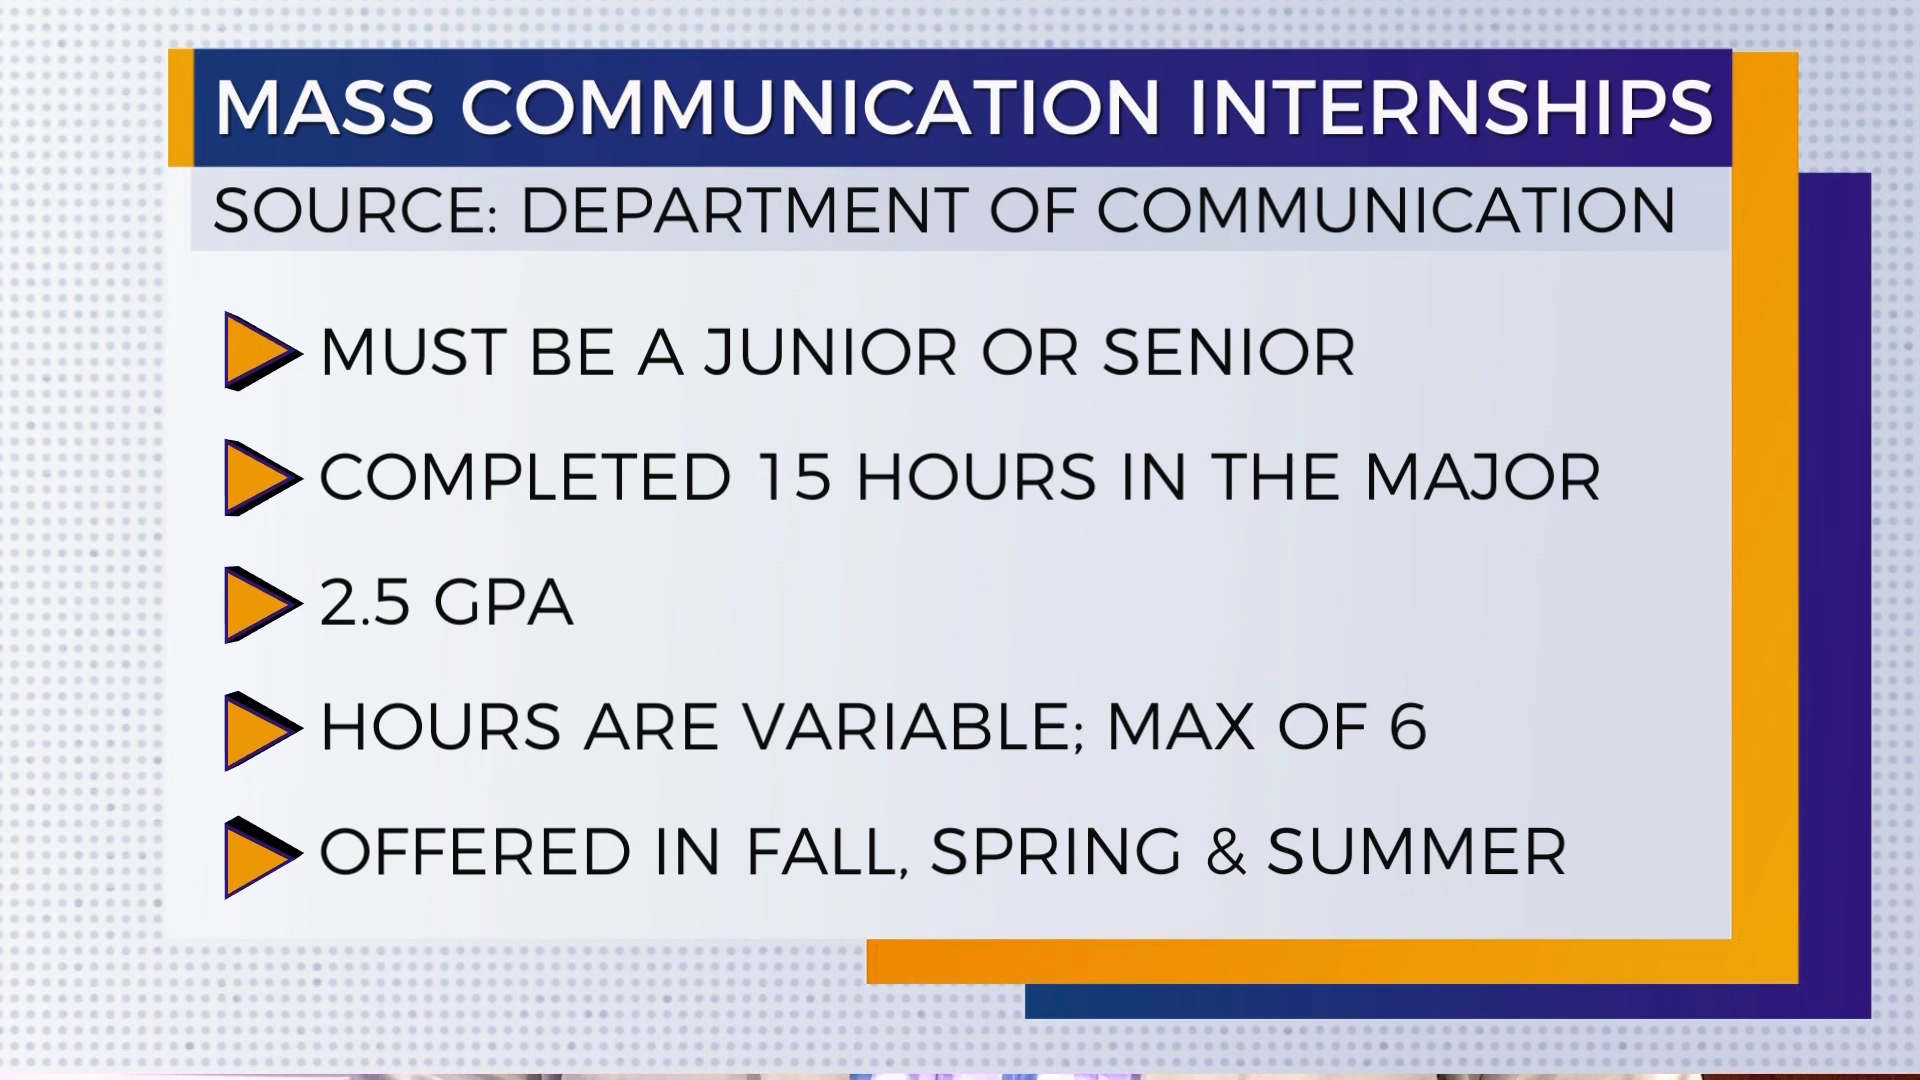 MASS COMMUNICATION INTERNSHIPS
SOURCE: DEPARTMENT OF COMMUNICATION
MUST BE A JUNIOR OR SENIOR
COMPLETED 15 HOURS IN THE MAJOR
2.5 GPA
HOURS ARE VARIABLE; MAX OF 6
OFFERED IN FALL, SPRING & SUMMER